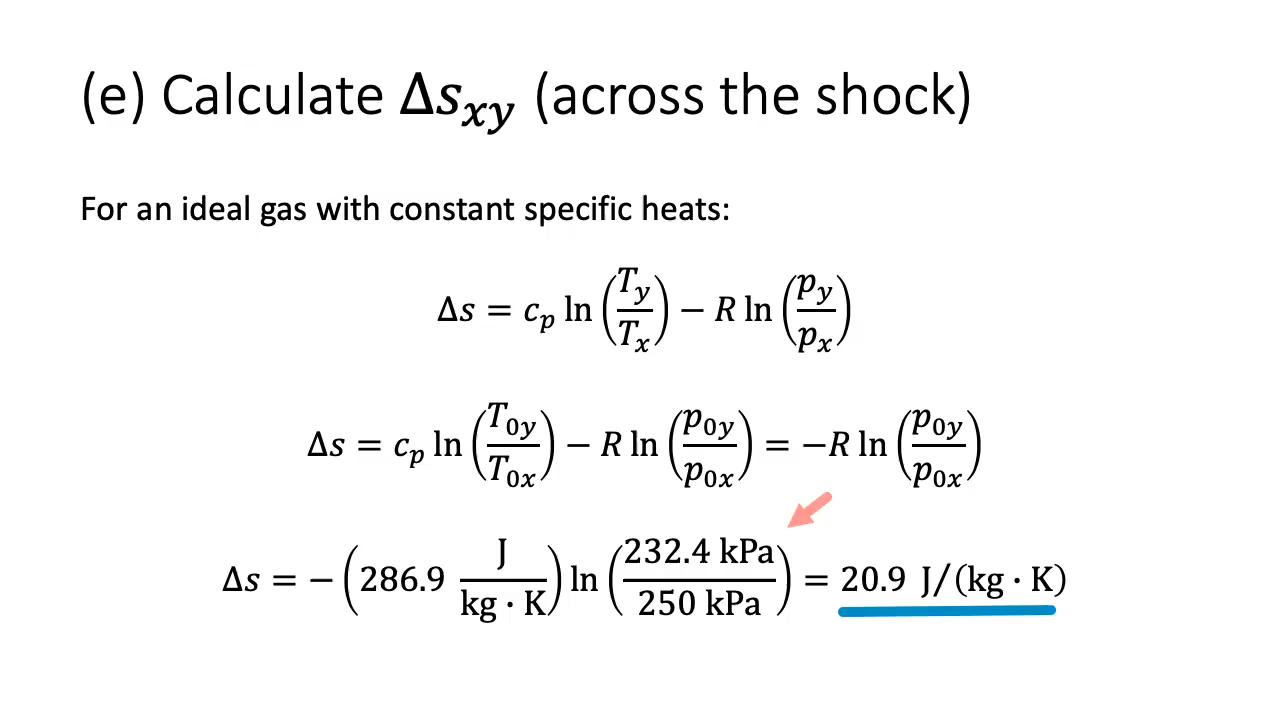 (e) Calculate Δs_xy (across the shock)
For an ideal gas with constant specific heats:
Δs = c_p ln(T_y/T_x) − R ln(p_y/p_x)
Δs = c_p ln(T_0y/T_0x) − R ln(p_0y/p_0x) = −R ln(p_0y/p_0x)
Δs = −(286.9 J/(kg · K)) ln(232.4 kPa/250 kPa) = 20.9 J/(kg · K)